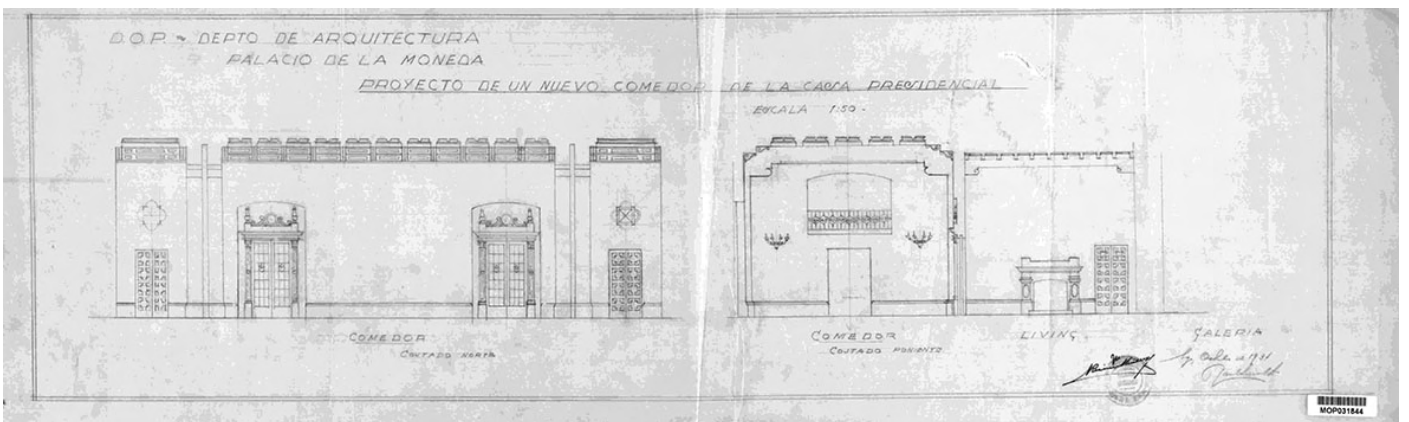 D.O.P. - DEPTO DE ARQUITECTURA
PALACIO DE LA MONEDA
PROYECTO DE UN NUEVO COMEDOR DE LA CASA PRESIDENCIAL
ESCALA 1:50.-
COMEDOR
COSTADO NORTE
COMEDOR
COSTADO PONIENTE
LIVING.
GALERIA
MOP031844